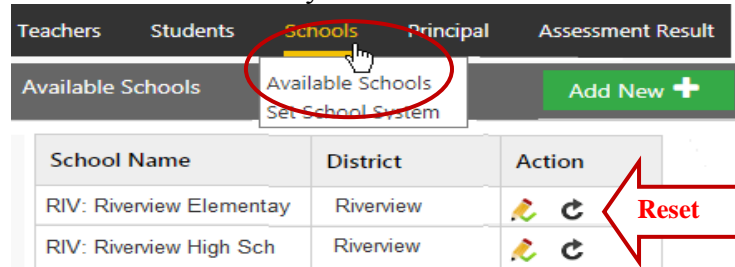 Teachers Students Schools Principal Assessment Result
Available Schools Add New
Available Schools
Set School System
School Name District Action
RIV: Riverview Elementay Riverview Reset
RIV: Riverview High Sch Riverview